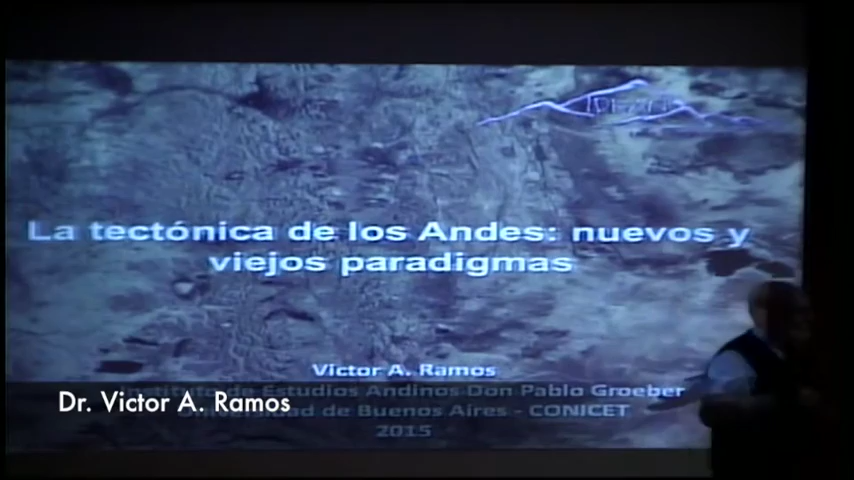 IDEAN
La tectónica de los Andes: nuevos y
viejos paradigmas
Victor A. Ramos
Instituto de Estudios Andinos Don Pablo Groeber
Universidad de Buenos Aires - CONICET
2015
Dr. Victor A. Ramos